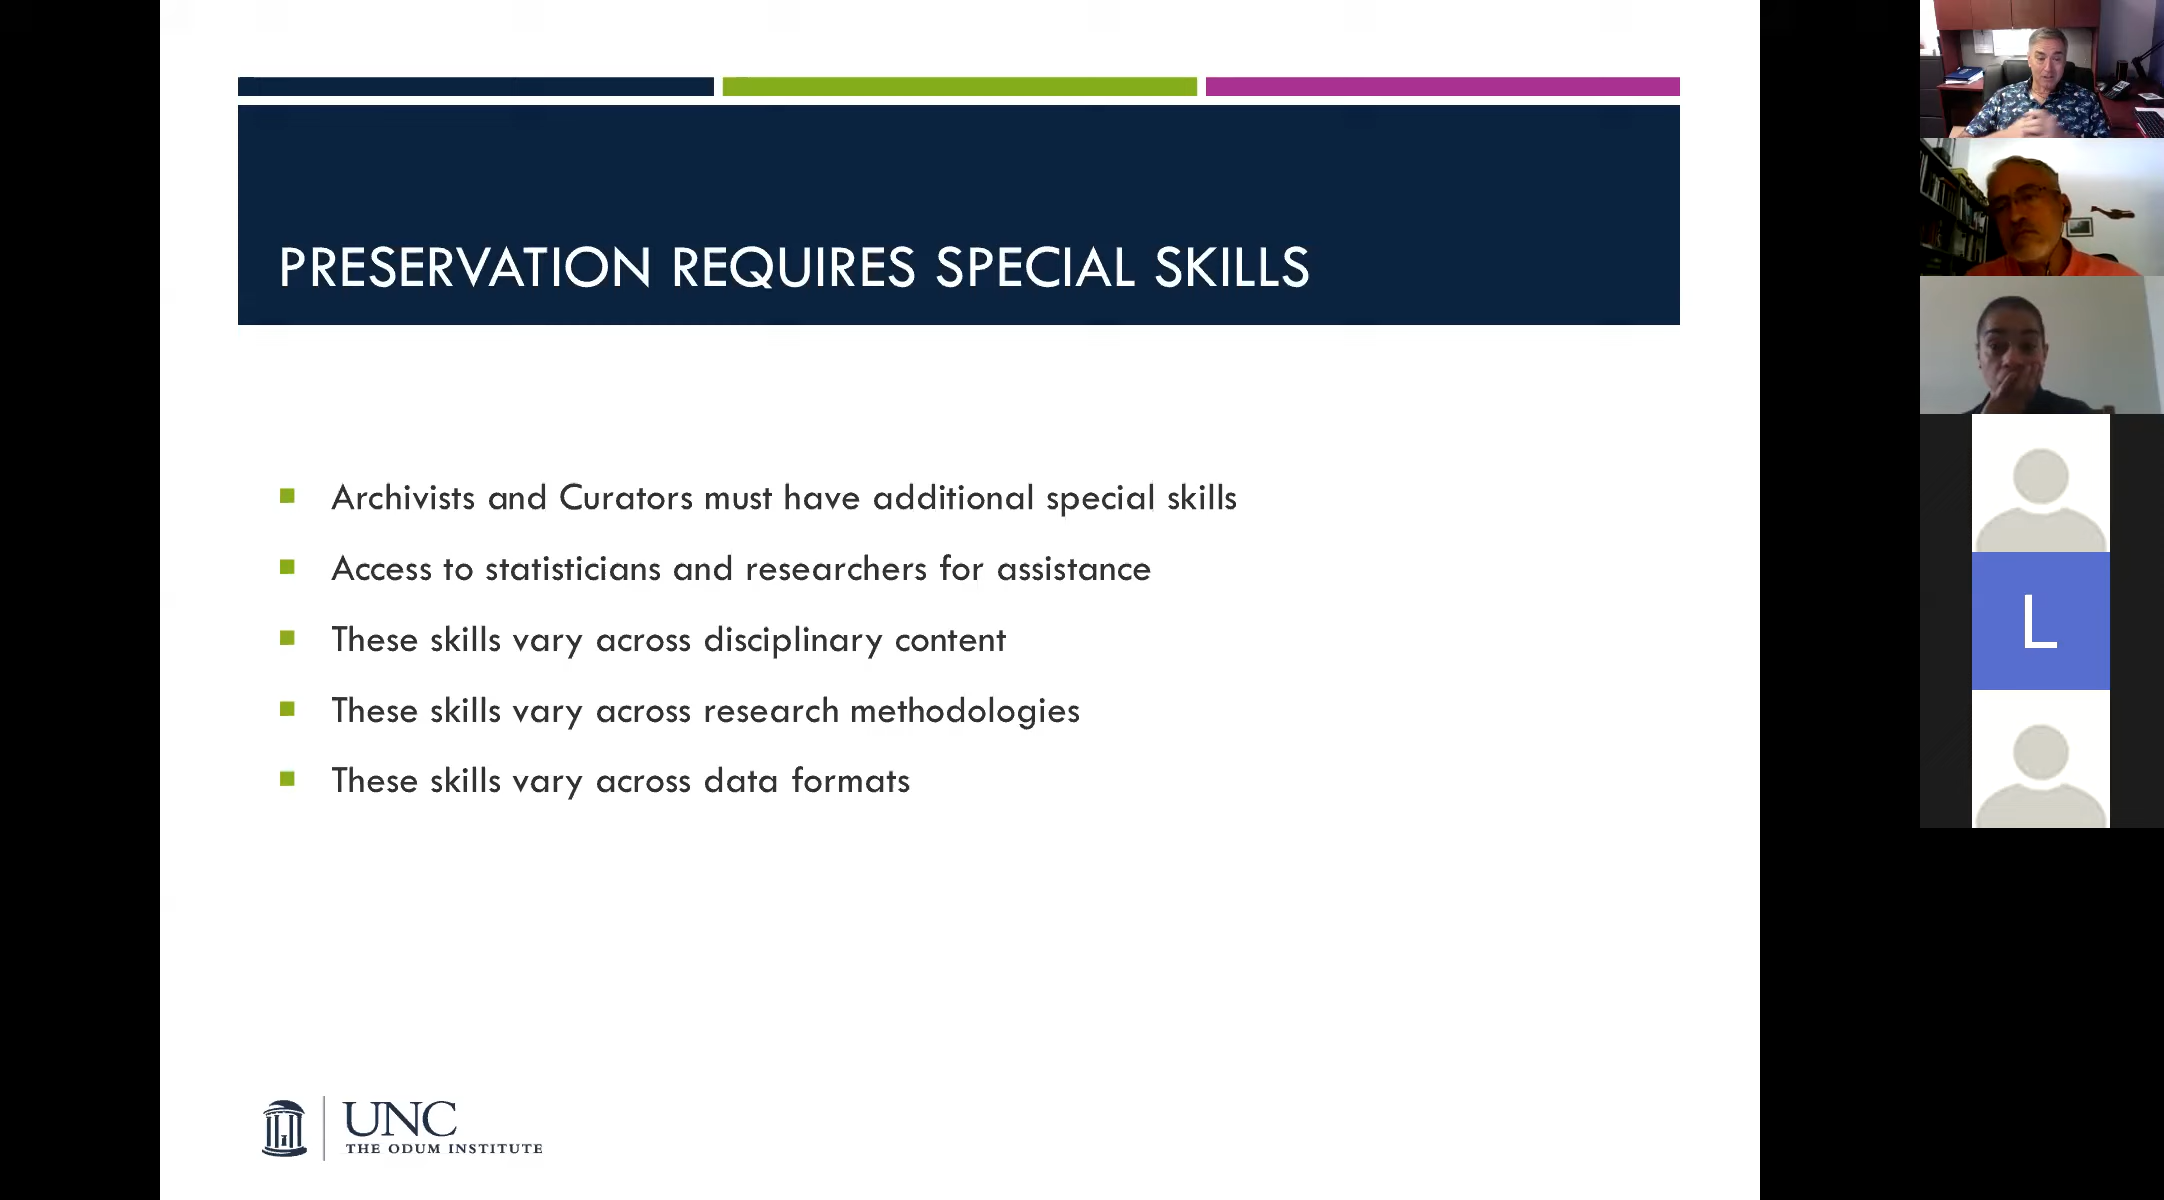 PRESERVATION REQUIRES SPECIAL SKILLS
Archivists and Curators must have additional special skills
Access to statisticians and researchers for assistance
These skills vary across disciplinary content
These skills vary across research methodologies
These skills vary across data formats
UNC
THE ODUM INSTITUTE
L